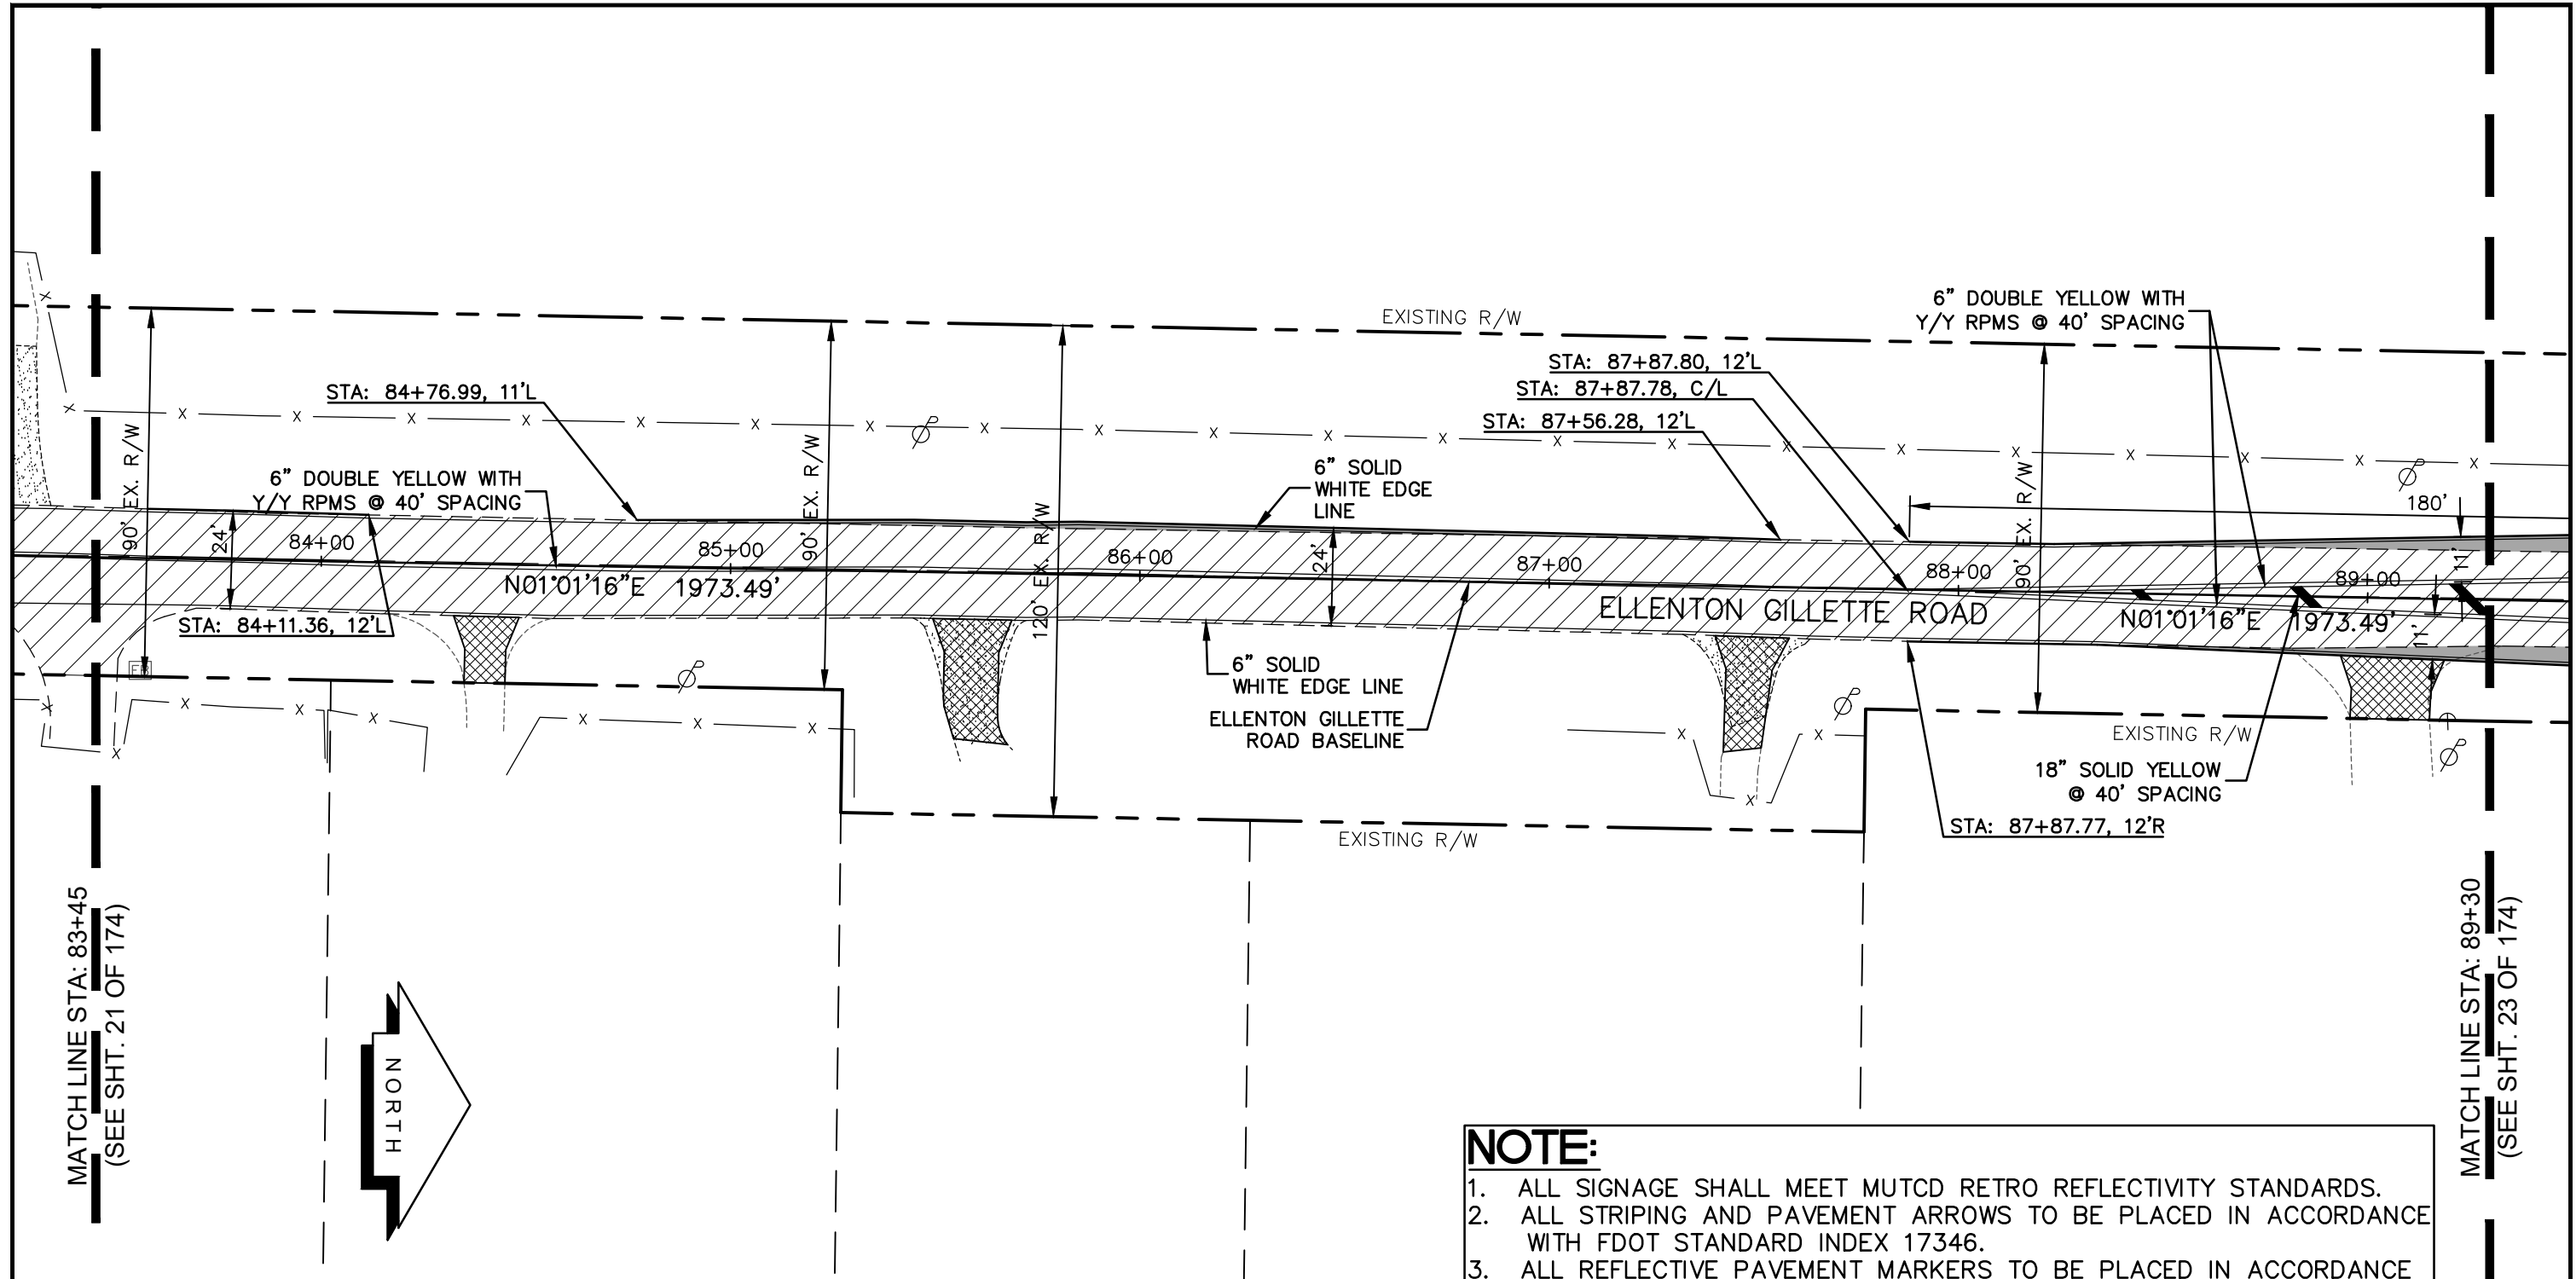 6” DOUBLE YELLOW WITH
Y/Y RPMS @ 40’ SPACING
EXISTING R/W
STA: 87+87.80, 12'L
STA: 87+87.78, C/L
STA: 87+56.28, 12'L
STA: 84+76.99, 11'L
6” DOUBLE YELLOW WITH
Y/Y RPMS @ 40’ SPACING
6” SOLID
WHITE EDGE
LINE
90' EX. R/W
90' EX. R/W
120' EX. R/W
90' EX. R/W
180'
24'
24'
11'
11'
84+00
85+00
86+00
87+00
88+00
89+00
N01°01'16"E 1973.49'
ELLENTON GILLETTE ROAD
N01°01'16"E 1973.49'
STA: 84+11.36, 12'L
6” SOLID
WHITE EDGE LINE
ELLENTON GILLETTE
ROAD BASELINE
EXISTING R/W
18” SOLID YELLOW
@ 40’ SPACING
STA: 87+87.77, 12'R
EXISTING R/W
MATCH LINE STA: 83+45
(SEE SHT. 21 OF 174)
NORTH
MATCH LINE STA: 89+30
(SEE SHT. 23 OF 174)
NOTE:
1. ALL SIGNAGE SHALL MEET MUTCD RETRO REFLECTIVITY STANDARDS.
2. ALL STRIPING AND PAVEMENT ARROWS TO BE PLACED IN ACCORDANCE
WITH FDOT STANDARD INDEX 17346.
3. ALL REFLECTIVE PAVEMENT MARKERS TO BE PLACED IN ACCORDANCE